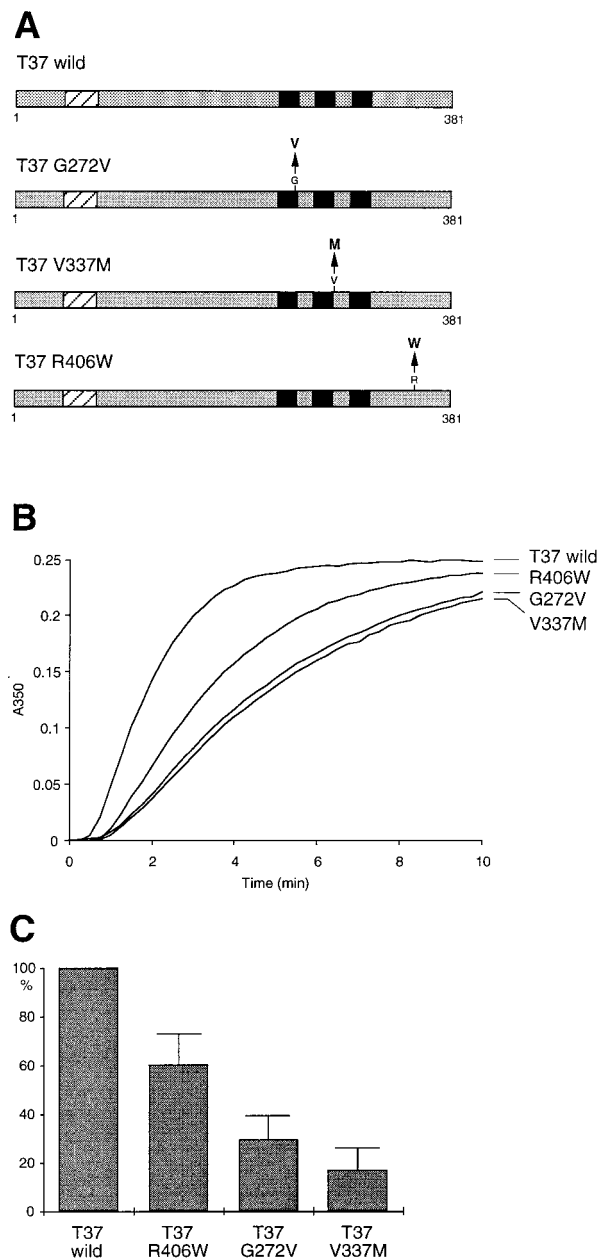 A
T37 wild
1 381
V
T37 G272V
G
1 381
M
T37 V337M
V
1 381
W
T37 R406W
R
1 381
B
0.25
0.2
0.15
0.1
0.05
0
A350
0 2 4 6 8 10
Time (min)
T37 wild
R406W
G272V
V337M
C
100
%
80
60
40
20
0
T37 T37 T37 T37
wild R406W G272V V337M